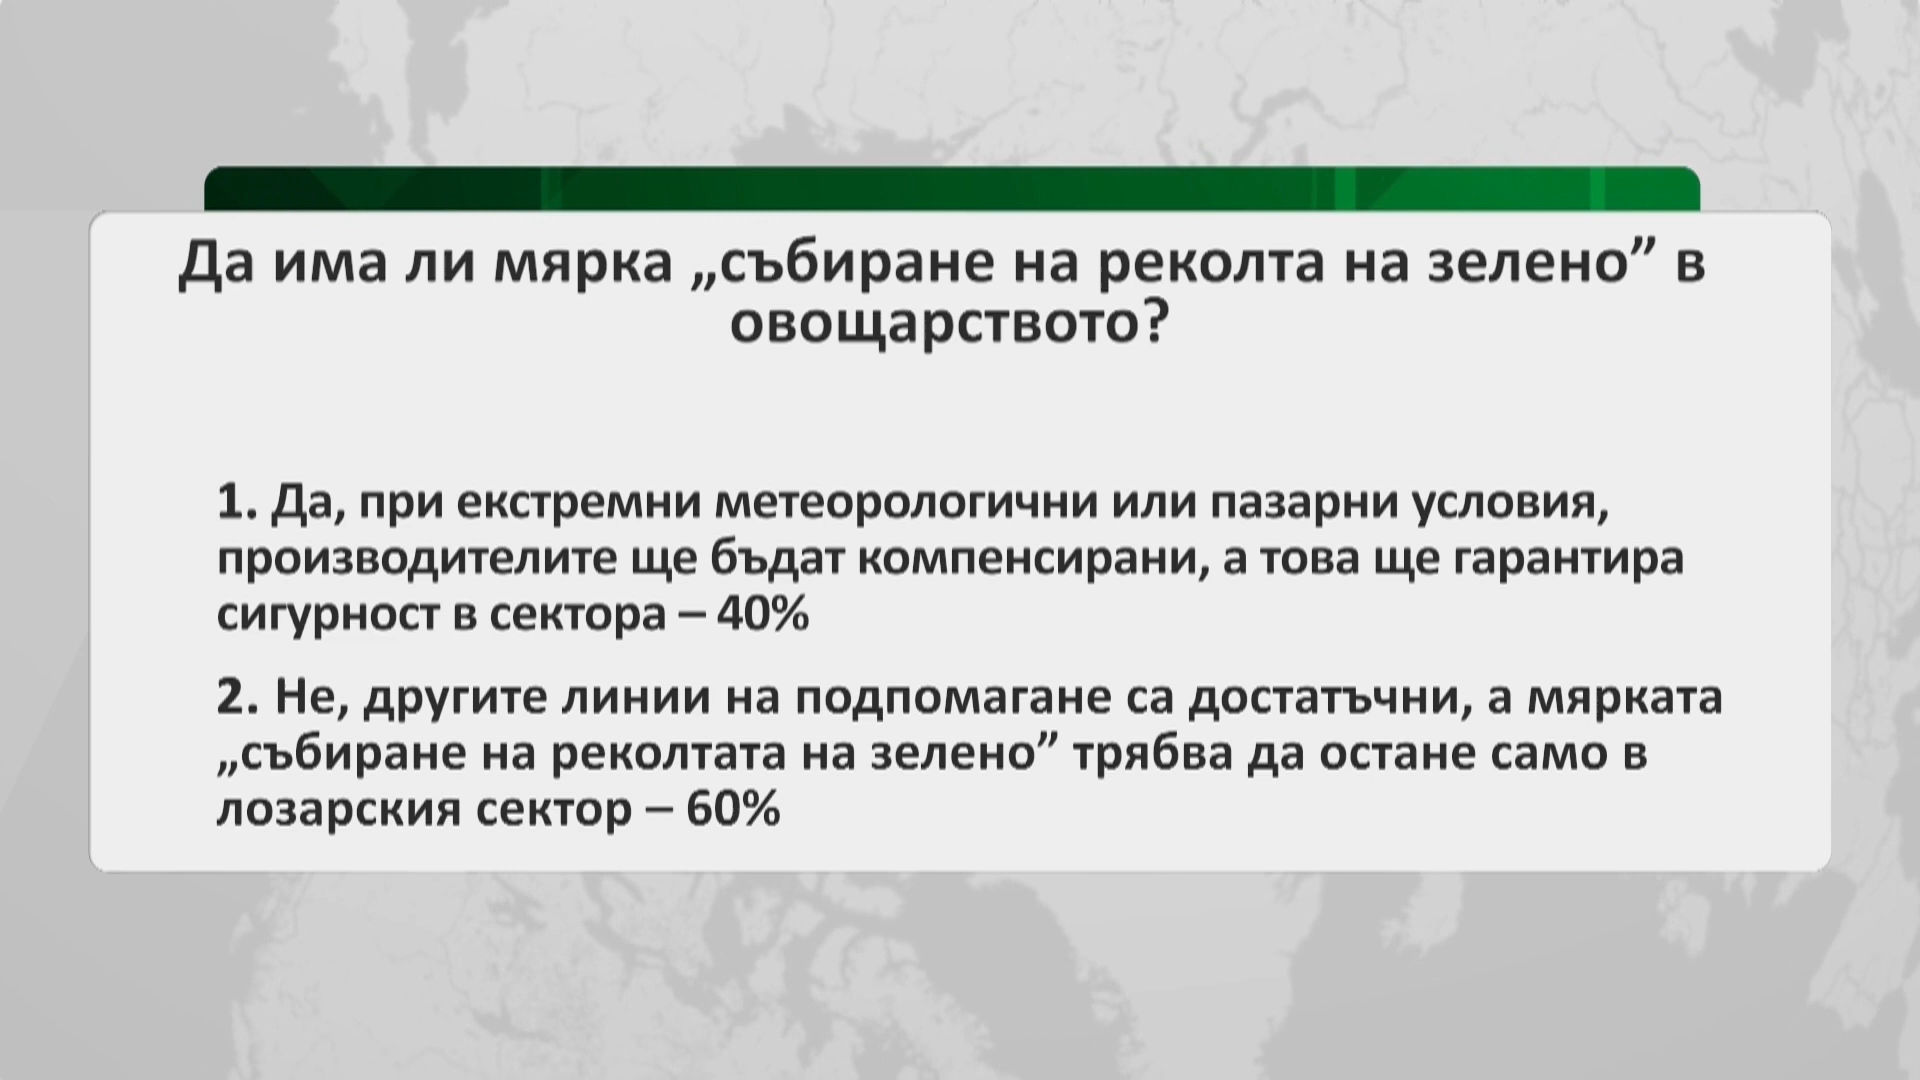 Да има ли мярка „събиране на реколта на зелено” в
овощарството?
1. Да, при екстремни метеорологични или пазарни условия,
производителите ще бъдат компенсирани, а това ще гарантира
сигурност в сектора – 40%
2. Не, другите линии на подпомагане са достатъчни, а мярката
„събиране на реколтата на зелено” трябва да остане само в
лозарския сектор – 60%